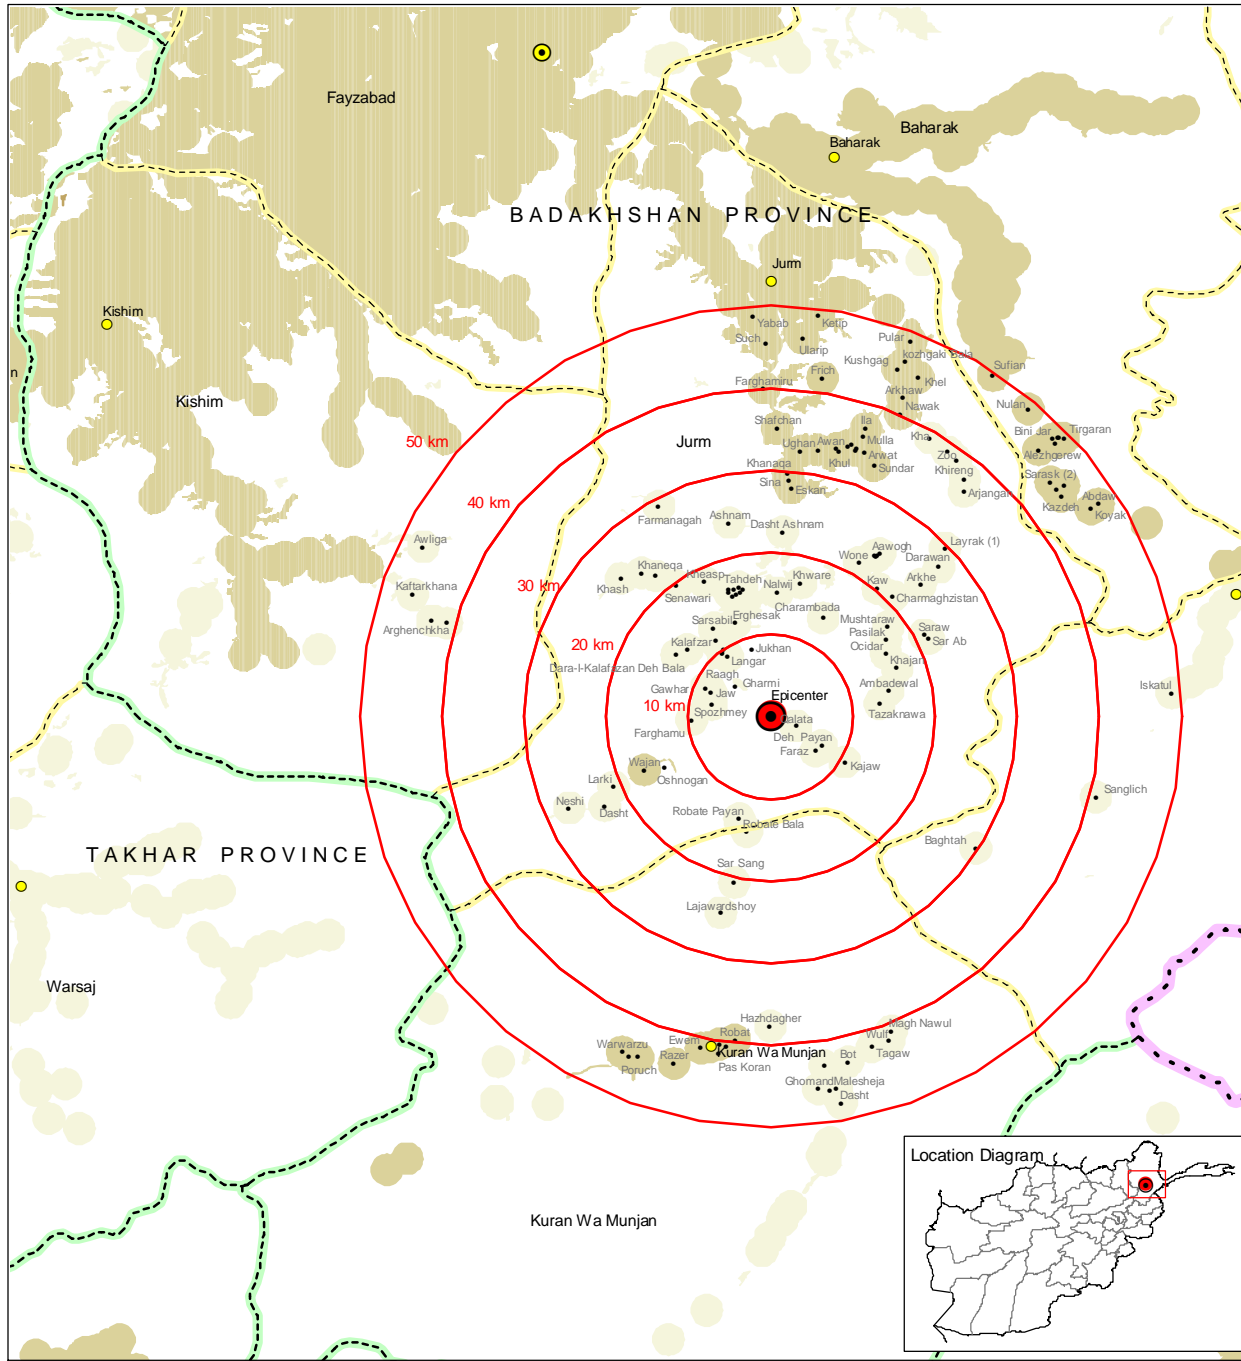 Fayzabad
Baharak
Baharak
BADAKHSHAN PROVINCE
Jurm
Kishim
Yabab
Ketip
Such
Ularip
Pular
Kushgag
kozhgaki Bala
n
Frich
Khel
Sufian
Farghamiru
Arkhaw
Kishim
Nawak
Nulan
Shafchan
Ila
50 km
Jurm
Ughan
Awan
Mulla
Kha
Bini Jar
Tirgaran
Khul
Arwat
Zoo
Alezhgerew
Khanaqa
Sundar
Khireng
Sina
Eskan
Arjangan
Sarask (2)
40 km
Kazdeh
Abdaw
Koyak
Farmanagah
Ashnam
Dasht Ashnam
Awliga
Layrak (1)
Wone
Aawogh
Darawan
Khaneqa
Kheasp
Tahdeh
Khware
Kaw
Arkhe
30 km
Khash
Senawari
Nalwij
Kaftarkhana
Charmaghzistan
Charambada
Erghesak
Sarsabil
Mushtaraw
Arghenchkha
Pasilak
Saraw
20 km
Kalafzar
Jukhan
Ocidar
Sar Ab
Dara-I-Kalafazan Deh Bala
Langar
Khajari
Raagh
Gawhar
Gharmi
Ambadewal
Iskatul
Jaw
Epicenter
10 km
Spozhmey
Tazaknawa
Farghamu
Dalata
Deh Payan
Faraz
Wajan
Oshnogan
Kajaw
Larki
Sanglich
Neshi
Dasht
Robate Payan
Robate Bala
Baghtah
TAKHAR PROVINCE
Sar Sang
Lajawardshoy
Warsaj
Hazhdagher
Magh Nawul
Robat
Wulf
Ewem
Warwarzu
Kuran Wa Munjan
Tagaw
Razer
Poruch
Pas Koran
Bot
Ghomand
Malesheja
Dasht
Location Diagram
Kuran Wa Munjan